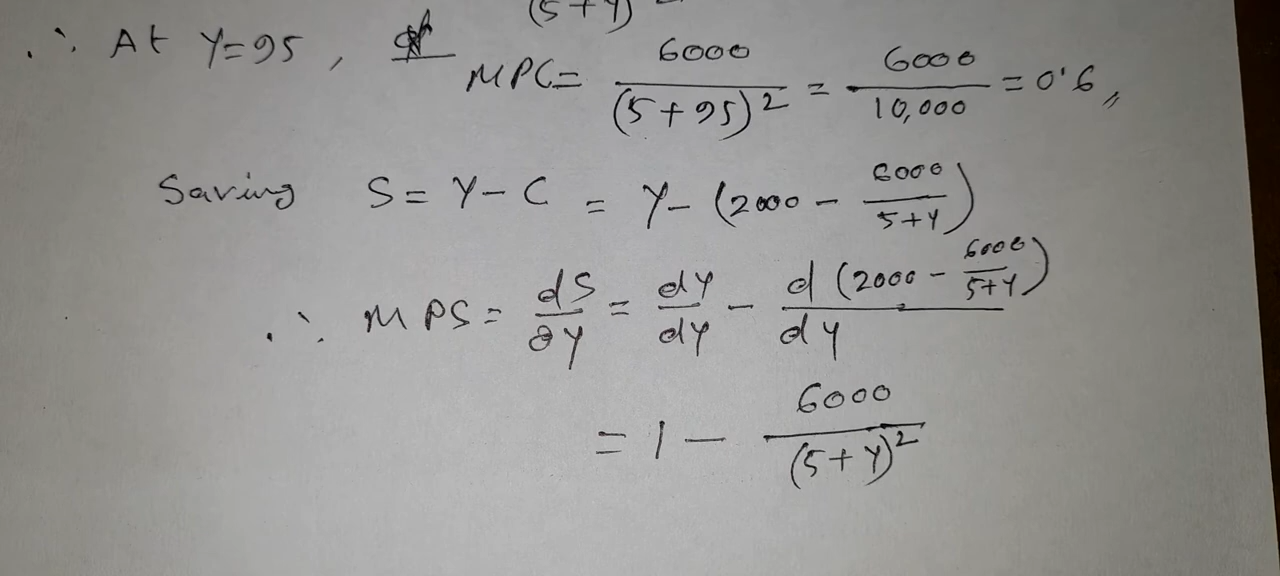 (5+Y)
∴ At Y=95, MPC= 6000/(5+95)2 = 6000/10,000 = 0.6,,
Saving S= Y-C = Y-(2000 - 6000/5+Y)
∴ MPS= dS/∂Y = dY/dY - d(2000 - 6000/5+Y)/dY
= 1 - 6000/(5+Y)2